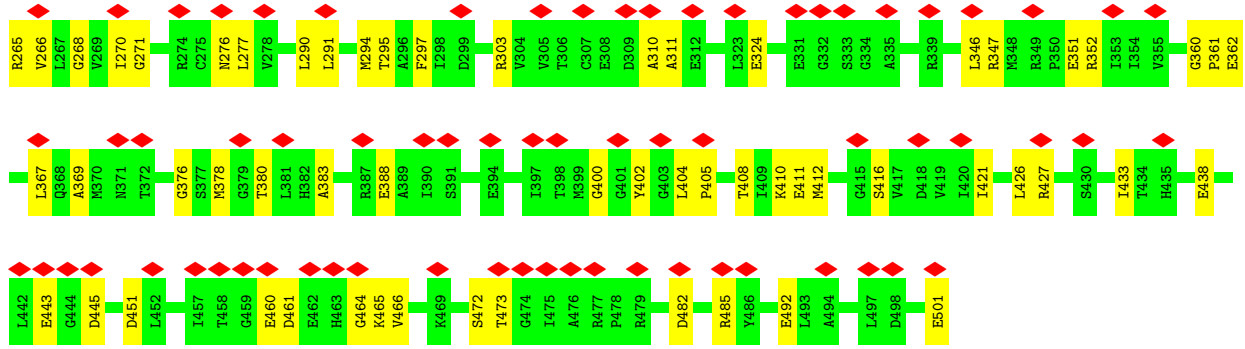 R265 V266 L267 G268 V269 I270 G271 R274 C275 N276 L277 V278 L290 L291 M294 T295 A296 F297 I298 D299 R303 V304 V305 T306 C307 E308 D309 A310 A311 E312 L323 E324 E331 G332 S333 G334 A335 R339 L346 R347 M348 R349 P350 E351 R352 I353 I354 V355 G360 P361 E362
L367 Q368 A369 M370 N371 T372 G376 S377 M378 G379 T380 L381 H382 A383 R387 E388 A389 I390 S391 E394 I397 T398 M399 G400 G401 Y402 G403 L404 P405 T408 I409 K410 E411 M412 G415 S416 V417 D418 V419 I420 I421 L426 R427 S430 I433 T434 H435 E438
L442 E443 G444 D445 D451 L452 I457 T458 G459 E460 D461 E462 H463 G464 K465 V466 K469 S472 T473 G474 I475 A476 R477 P478 R479 D482 R485 Y486 E492 L493 A494 L497 D498 E501